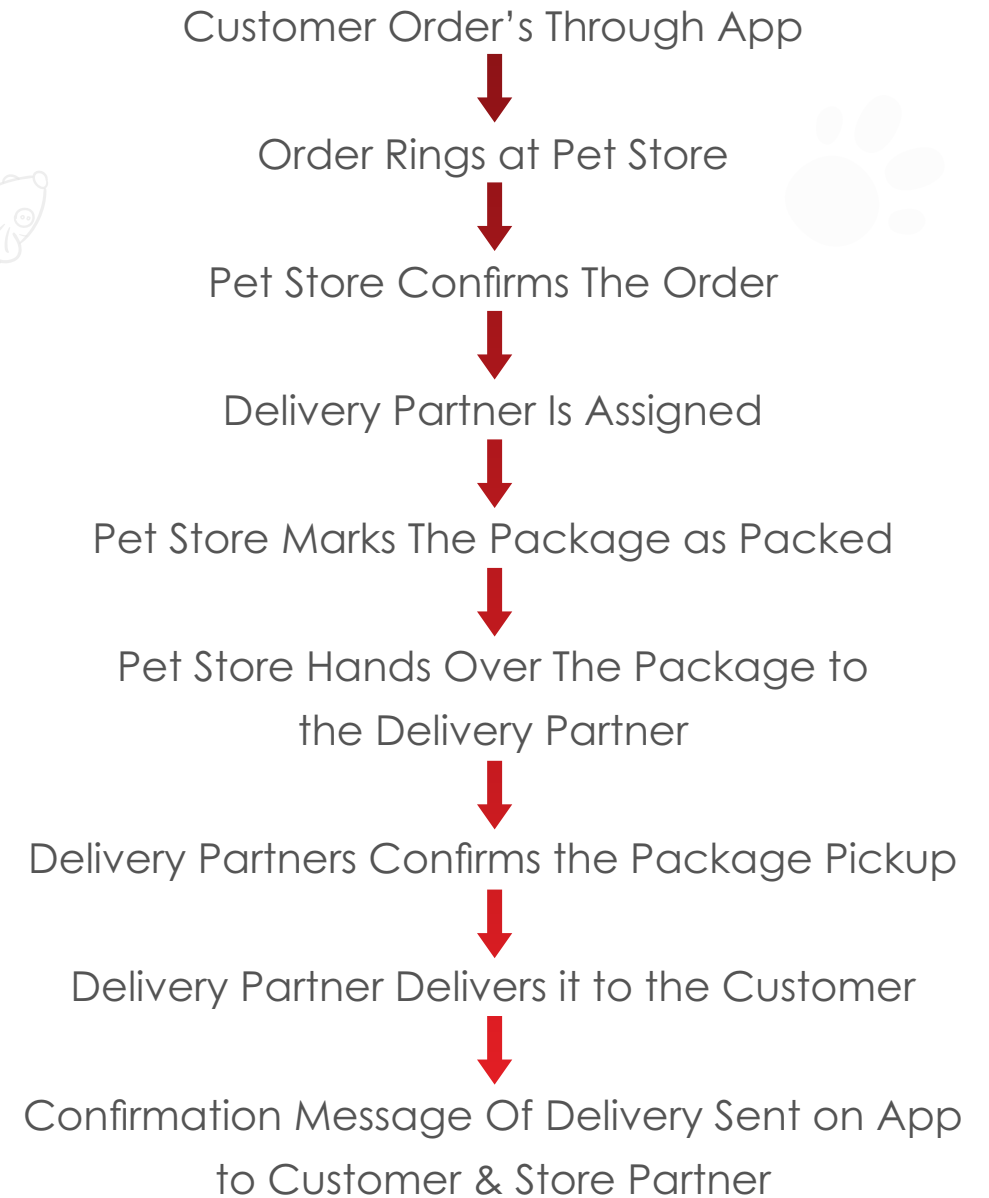 Customer Order’s Through App
Order Rings at Pet Store
Pet Store Confirms The Order
Delivery Partner Is Assigned
Pet Store Marks The Package as Packed
Pet Store Hands Over The Package to
the Delivery Partner
Delivery Partners Confirms the Package Pickup
Delivery Partner Delivers it to the Customer
Confirmation Message Of Delivery Sent on App
to Customer & Store Partner